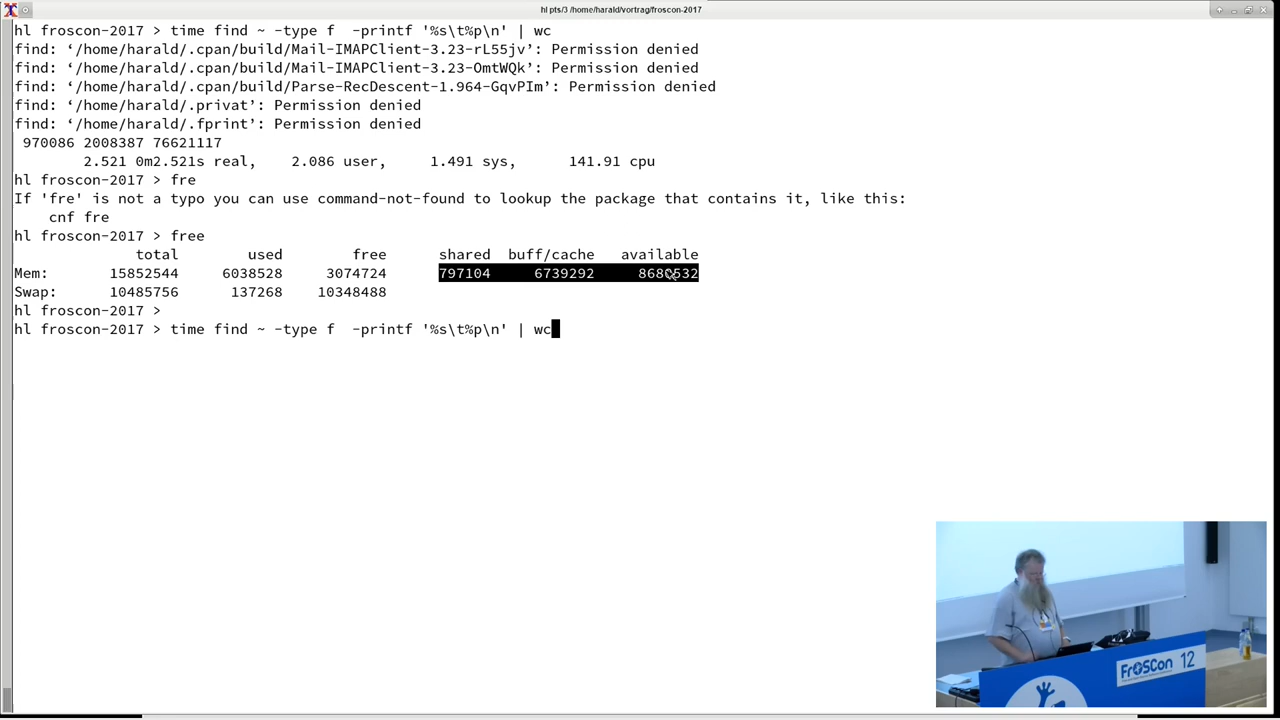 hl pts/3 /home/harald/vortrag/froscon-2017
hl froscon-2017 > time find ~ -type f  -printf '%s\t%p\n' | wc
find: ‘/home/harald/.cpan/build/Mail-IMAPClient-3.23-rL55jv’: Permission denied
find: ‘/home/harald/.cpan/build/Mail-IMAPClient-3.23-OmtWQk’: Permission denied
find: ‘/home/harald/.cpan/build/Parse-RecDescent-1.964-GqvPIm’: Permission denied
find: ‘/home/harald/.privat’: Permission denied
find: ‘/home/harald/.fprint’: Permission denied
970086 2008387 76621117
2.521 0m2.521s real, 2.086 user, 1.491 sys, 141.91 cpu
hl froscon-2017 > fre
If 'fre' is not a typo you can use command-not-found to lookup the package that contains it, like this:
cnf fre
hl froscon-2017 > free
total used free shared buff/cache available
Mem: 15852544 6038528 3074724 797104 6739292
Swap: 10485756 137268 10348488
hl froscon-2017 >
hl froscon-2017 > time find ~ -type f  -printf '%s\t%p\n' | wc
FrOSCon 12